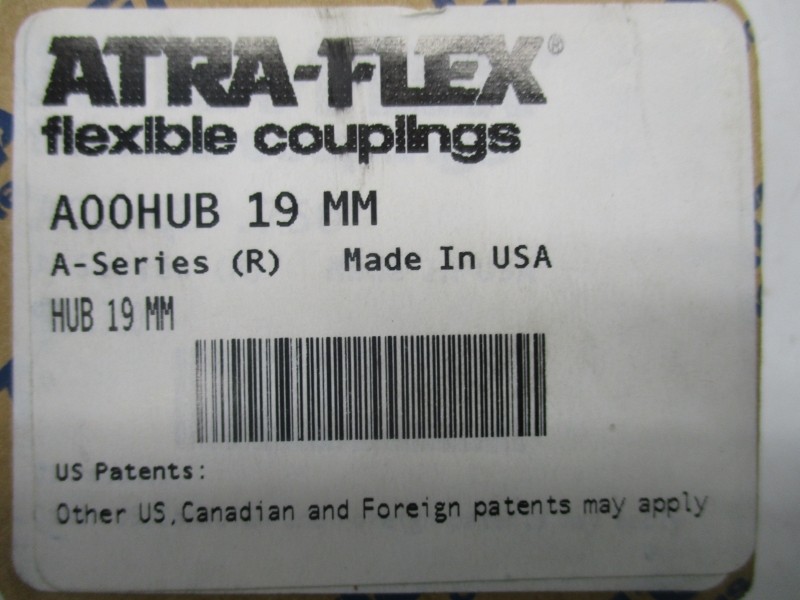 ATRA-FLEX®
flexible couplings
A00HUB 19 MM
A-Series (R) Made In USA
HUB 19 MM
US Patents:
Other US,Canadian and Foreign patents may apply